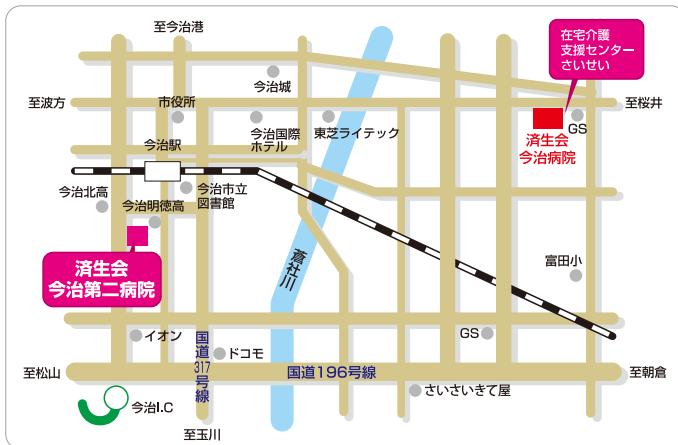 至今治港
在宅介護
支援センター
さいせい
今治城
至波方
市役所
至桜井
GS
今治国際
ホテル
東芝ライテック
済生会
今治病院
今治駅
今治北高
今治市立
図書館
今治明徳高
済生会
今治第二病院
蒼社川
富田小
イオン
国道317号線
ドコモ
GS
至松山
国道196号線
至朝倉
今治I.C
さいさいきて屋
至玉川